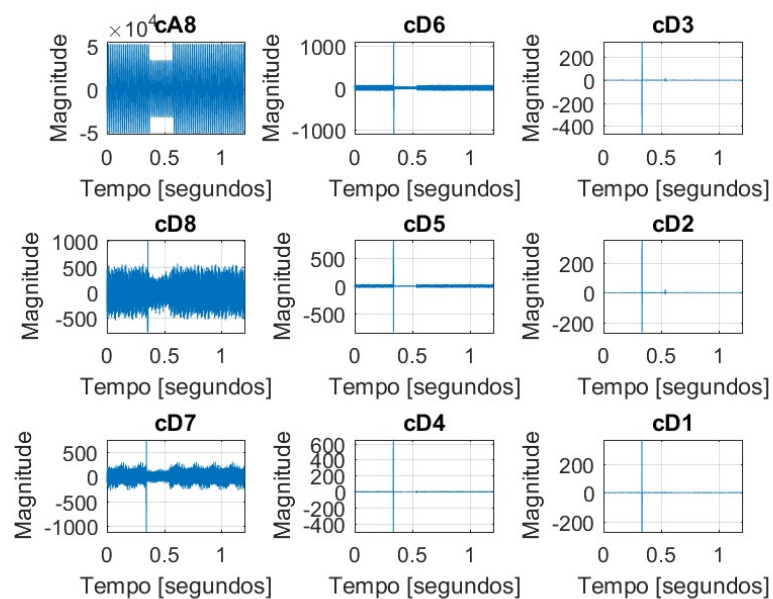 ×10⁴
cA8
5
0
-5
Magnitude
0 0.5 1
Tempo [segundos]
cD6
1000
0
-1000
Magnitude
0 0.5 1
Tempo [segundos]
cD3
200
0
-200
-400
Magnitude
0 0.5 1
Tempo [segundos]
cD8
1000
500
0
-500
Magnitude
0 0.5 1
Tempo [segundos]
cD5
500
0
-500
Magnitude
0 0.5 1
Tempo [segundos]
cD2
200
0
-200
Magnitude
0 0.5 1
Tempo [segundos]
cD7
500
0
-500
-1000
Magnitude
0 0.5 1
Tempo [segundos]
cD4
600
400
200
0
-200
-400
Magnitude
0 0.5 1
Tempo [segundos]
cD1
200
0
-200
Magnitude
0 0.5 1
Tempo [segundos]